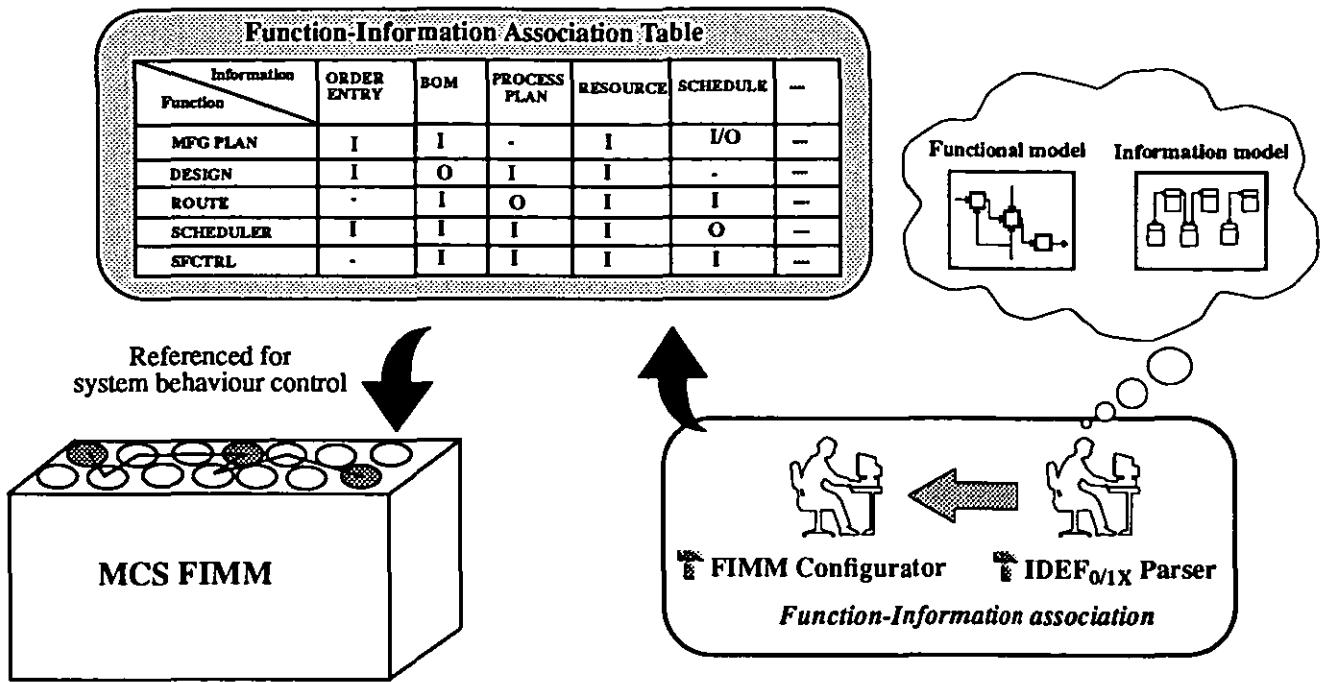 Function-Information Association Table
Information
Function
ORDER ENTRY BOM PROCESS PLAN RESOURCE SCHEDULE ---
MFG PLAN I I - I I/O ---
DESIGN I O I I - ---
ROUTE - I O I I ---
SCHEDULER I I I I O ---
SFCTRL - I I I I ---
Functional model Information model
Referenced for
system behaviour control
MCS FIMM
FIMM Configurator IDEF0/1X Parser
Function-Information association